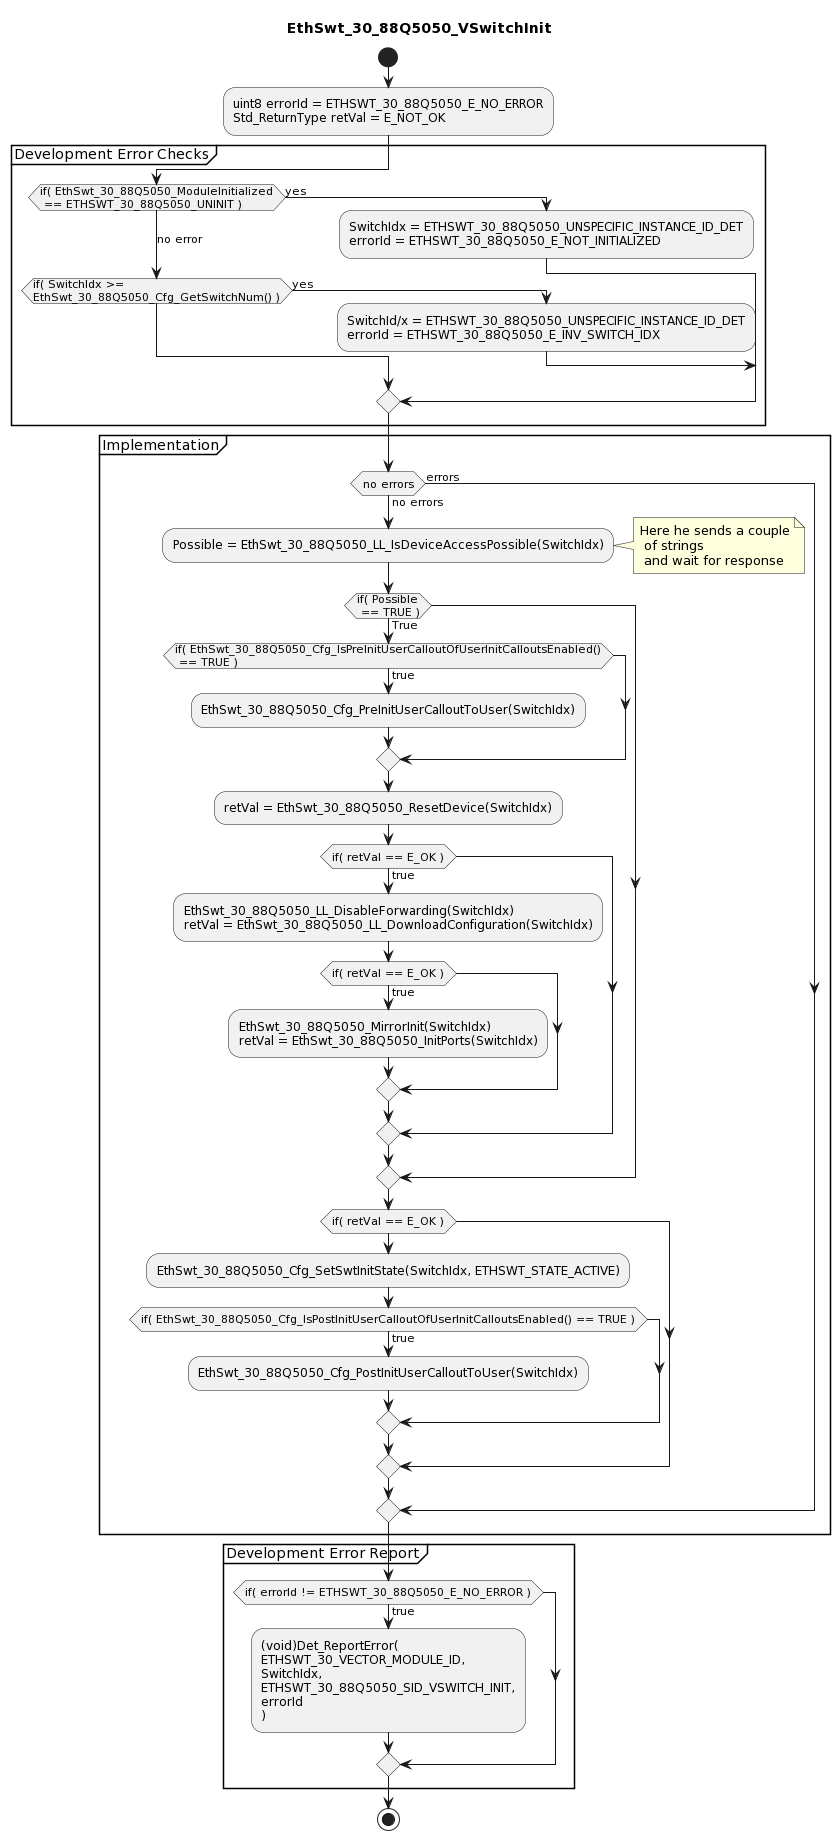 EthSwt_30_88Q5050_VSwitchInit
uint8 errorId = ETHSWT_30_88Q5050_E_NO_ERROR
Std_ReturnType retVal = E_NOT_OK
Development Error Checks
if( EthSwt_30_88Q5050_ModuleInitialized
== ETHSWT_30_88Q5050_UNINIT )
yes
SwitchIdx = ETHSWT_30_88Q5050_UNSPECIFIC_INSTANCE_ID_DET
errorId = ETHSWT_30_88Q5050_E_NOT_INITIALIZED
no error
if( SwitchIdx >=
EthSwt_30_88Q5050_Cfg_GetSwitchNum() )
yes
SwitchId/x = ETHSWT_30_88Q5050_UNSPECIFIC_INSTANCE_ID_DET
errorId = ETHSWT_30_88Q5050_E_INV_SWITCH_IDX
Implementation
no errors
errors
no errors
Possible = EthSwt_30_88Q5050_LL_IsDeviceAccessPossible(SwitchIdx)
Here he sends a couple
of strings
and wait for response
if( Possible
== TRUE )
True
if( EthSwt_30_88Q5050_Cfg_IsPreInitUserCalloutOfUserInitCalloutsEnabled()
== TRUE )
true
EthSwt_30_88Q5050_Cfg_PreInitUserCalloutToUser(SwitchIdx)
retVal = EthSwt_30_88Q5050_ResetDevice(SwitchIdx)
if( retVal == E_OK )
true
EthSwt_30_88Q5050_LL_DisableForwarding(SwitchIdx)
retVal = EthSwt_30_88Q5050_LL_DownloadConfiguration(SwitchIdx)
if( retVal == E_OK )
true
EthSwt_30_88Q5050_MirrorInit(SwitchIdx)
retVal = EthSwt_30_88Q5050_InitPorts(SwitchIdx)
if( retVal == E_OK )
EthSwt_30_88Q5050_Cfg_SetSwtInitState(SwitchIdx, ETHSWT_STATE_ACTIVE)
if( EthSwt_30_88Q5050_Cfg_IsPostInitUserCalloutOfUserInitCalloutsEnabled() == TRUE )
true
EthSwt_30_88Q5050_Cfg_PostInitUserCalloutToUser(SwitchIdx)
Development Error Report
if( errorId != ETHSWT_30_88Q5050_E_NO_ERROR )
true
(void)Det_ReportError(
ETHSWT_30_VECTOR_MODULE_ID,
SwitchIdx,
ETHSWT_30_88Q5050_SID_VSWITCH_INIT,
errorId
)